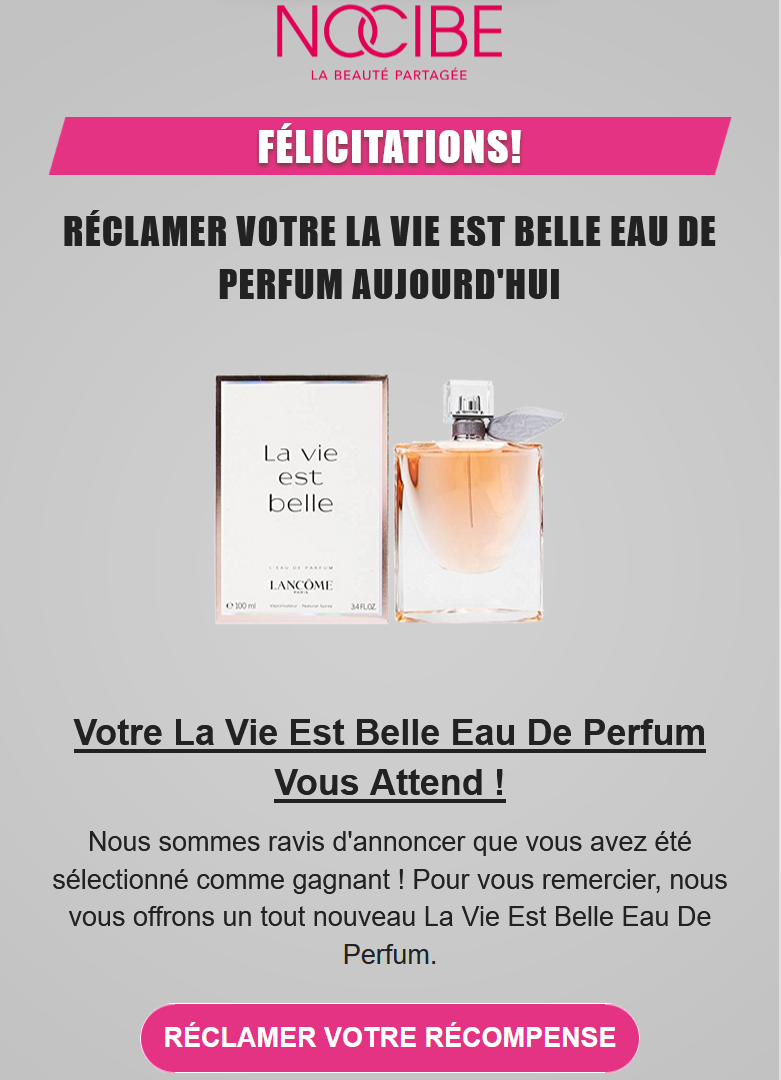 NOCIBE
LA BEAUTÉ PARTAGÉE
FÉLICITATIONS!
RÉCLAMER VOTRE LA VIE EST BELLE EAU DE
PERFUM AUJOURD'HUI
La vie
est
belle
L'EAU DE PARFUM
LANCÔME
PARIS
e 100 ml Vaporisateur - Natural Spray 3.4 FL.OZ.
Votre La Vie Est Belle Eau De Perfum
Vous Attend !
Nous sommes ravis d'annoncer que vous avez été
sélectionné comme gagnant ! Pour vous remercier, nous
vous offrons un tout nouveau La Vie Est Belle Eau De
Perfum.
RÉCLAMER VOTRE RÉCOMPENSE